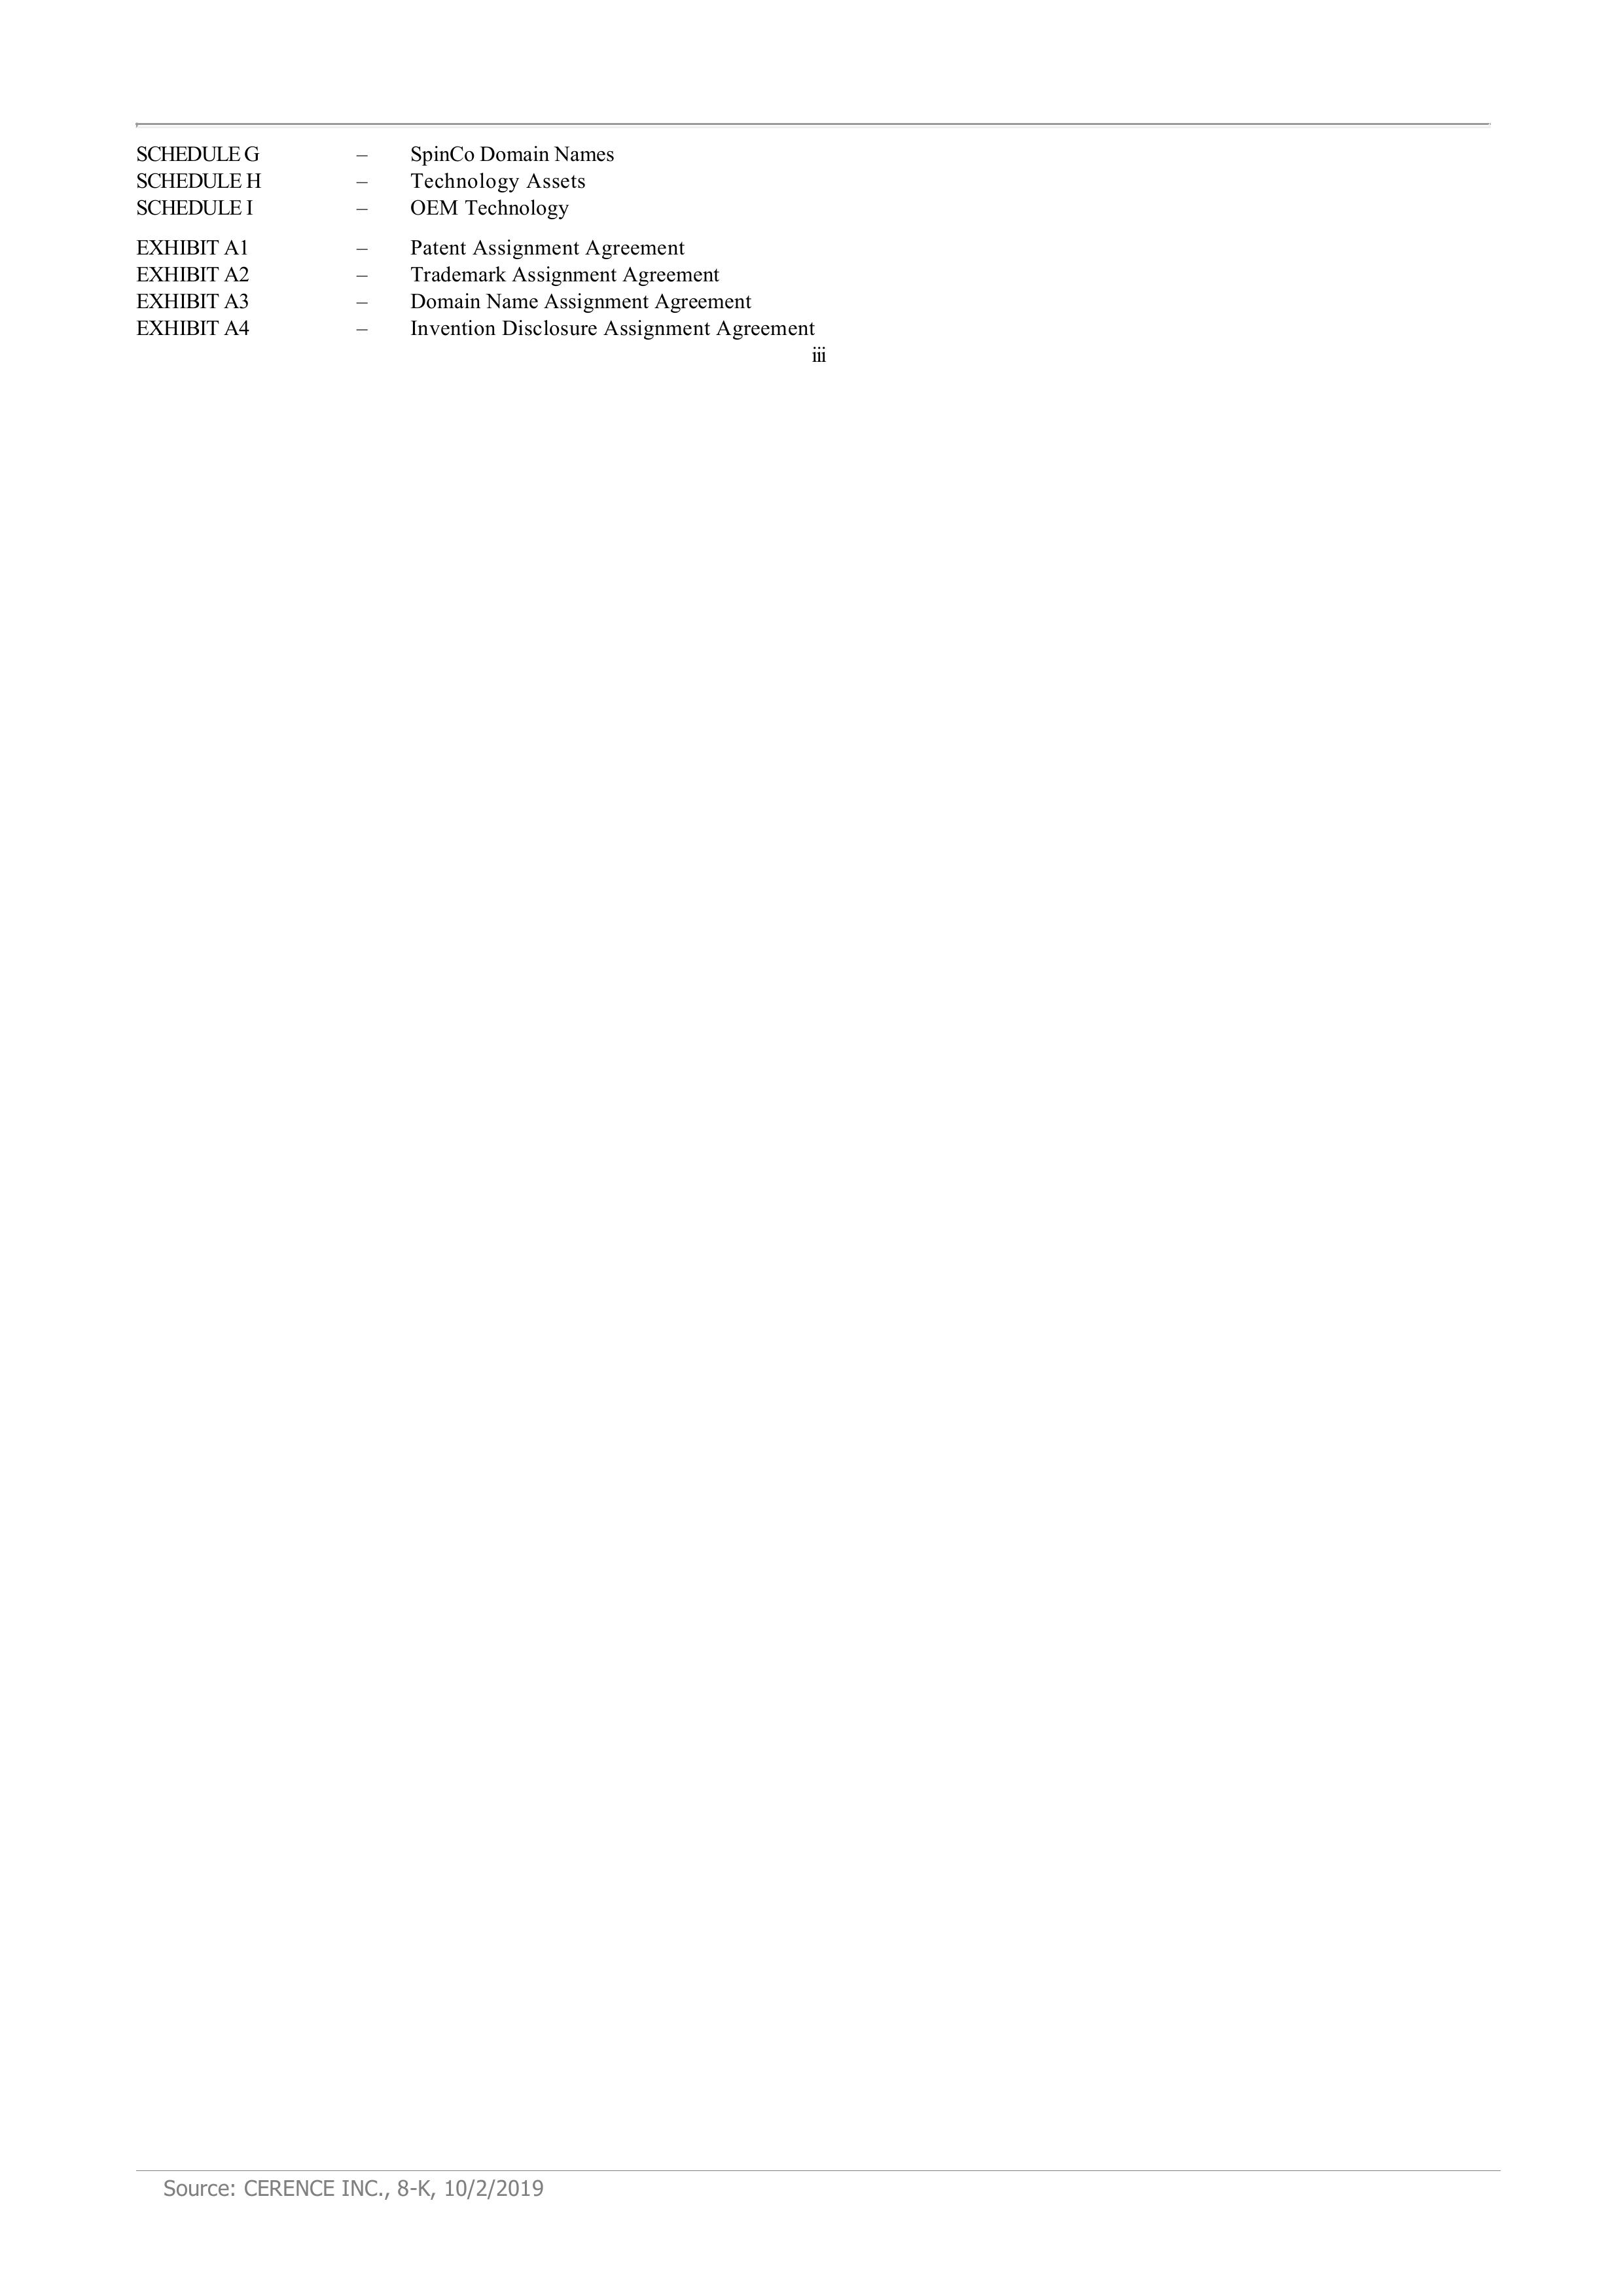 SCHEDULE G – SpinCo Domain Names
SCHEDULE H – Technology Assets
SCHEDULE I – OEM Technology
EXHIBIT A1 – Patent Assignment Agreement
EXHIBIT A2 – Trademark Assignment Agreement
EXHIBIT A3 – Domain Name Assignment Agreement
EXHIBIT A4 – Invention Disclosure Assignment Agreement
iii
Source: CERENCE INC., 8-K, 10/2/2019